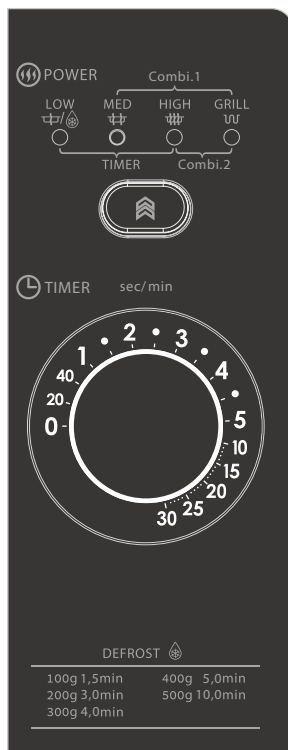 POWER
Combi.1
LOW MED HIGH GRILL
/
TIMER Combi.2
TIMER sec/min
0 20 40 1 • 2 • 3 • 4 • 5 10 15 20 25 30
DEFROST
100g 1,5min 400g 5,0min
200g 3,0min 500g 10,0min
300g 4,0min